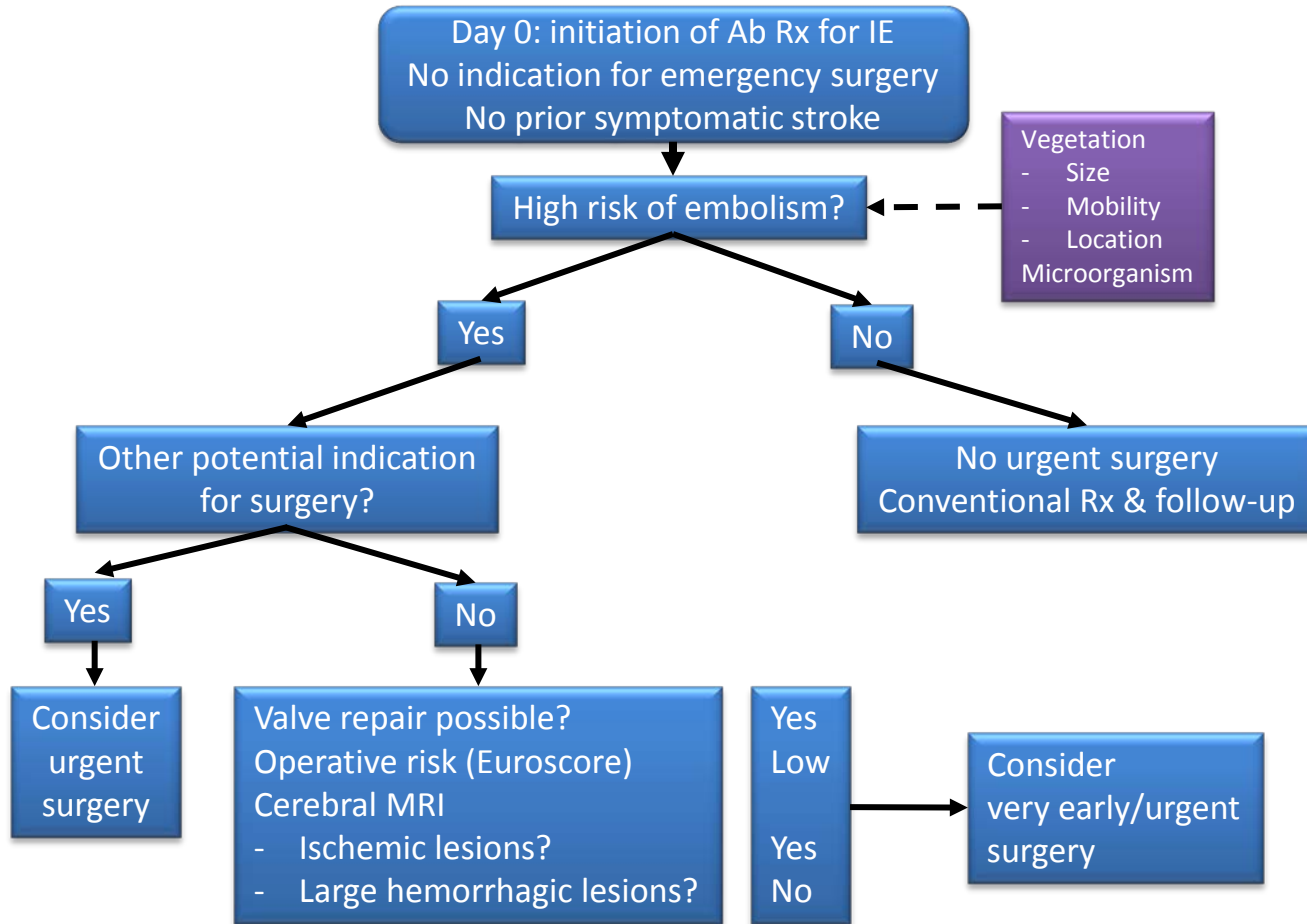 Day 0: initiation of Ab Rx for IE
No indication for emergency surgery
No prior symptomatic stroke
Vegetation
- Size
- Mobility
- Location
Microorganism
High risk of embolism?
Yes
No
Other potential indication
for surgery?
No urgent surgery
Conventional Rx & follow-up
Yes
No
Consider
urgent
surgery
Valve repair possible?
Operative risk (Euroscore)
Cerebral MRI
- Ischemic lesions?
- Large hemorrhagic lesions?
Yes
Low
Yes
No
Consider
very early/urgent
surgery